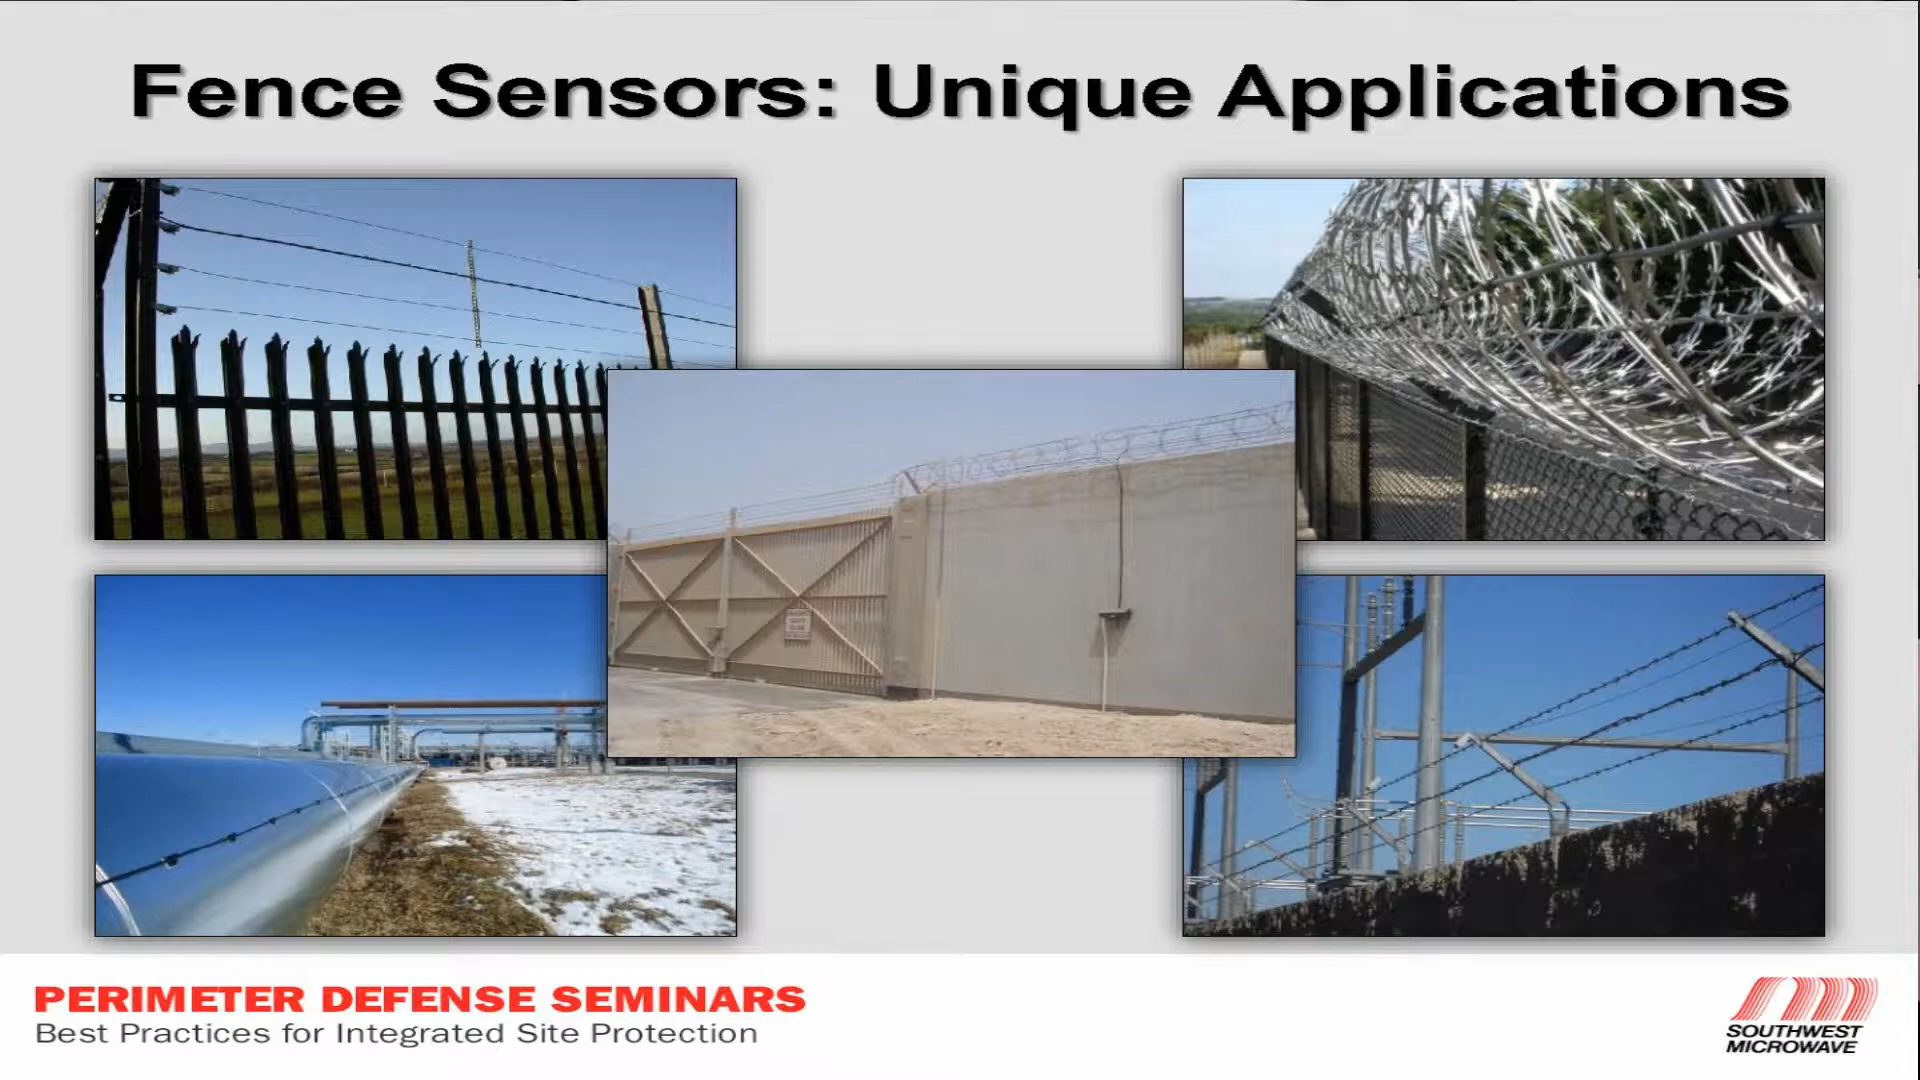 Fence Sensors: Unique Applications
PERIMETER DEFENSE SEMINARS
Best Practices for Integrated Site Protection
SOUTHWEST
MICROWAVE